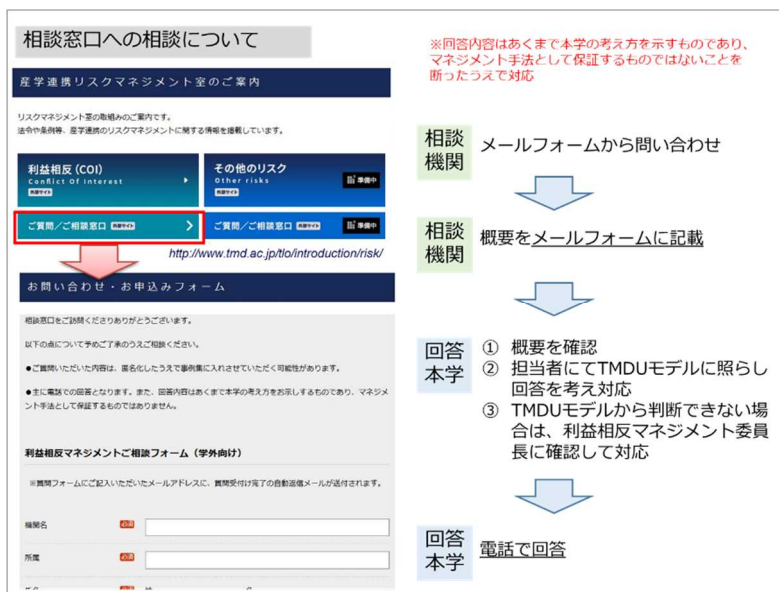 相談窓口への相談について
産学連携リスクマネジメント室のご案内
リスクマネジメント室の取組みのご案内です。
法令や条例等、産学連携のリスクマネジメントに関する情報を掲載しています。
利益相反 (COI)
Conflict Of Interest
外部サイト
その他のリスク
Other risks
外部サイト
準備中
ご質問／ご相談窓口 外部サイト
ご質問／ご相談窓口 外部サイト
準備中
http://www.tmd.ac.jp/tlo/introduction/risk/
お問い合わせ・お申込みフォーム
相談窓口をご訪問くださりありがとうございます。
以下の点について予めご了承のうえご相談ください。
●ご質問いただいた内容は、匿名化したうえで事例集に入れさせていただく可能性があります。
●主に電話での回答となります。また、回答内容はあくまで本学の考え方をお示しするものであり、マネジメ
ント手法として保証するものではありません。
利益相反マネジメントご相談フォーム（学外向け）
※質問フォームにご記入いただいたメールアドレスに、質問受付け完了の自動返信メールが送付されます。
機関名 必須
所属 必須
※回答内容はあくまで本学の考え方を示すものであり、
マネジメント手法として保証するものではないことを
断ったうえで対応
相談
機関
メールフォームから問い合わせ
相談
機関
概要をメールフォームに記載
回答
本学
① 概要を確認
② 担当者にてTMDUモデルに照らし
回答を考え対応
③ TMDUモデルから判断できない場
合は、利益相反マネジメント委員
長に確認して対応
回答
本学
電話で回答